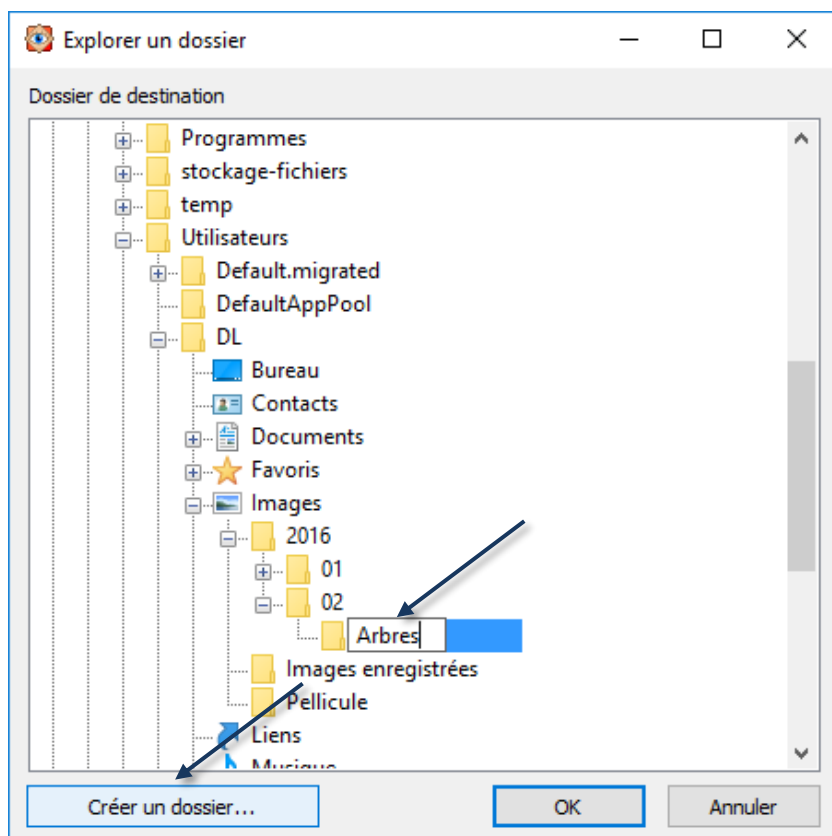 Explorer un dossier
Dossier de destination
Programmes
stockage-fichiers
temp
Utilisateurs
Default.migrated
DefaultAppPool
DL
Bureau
Contacts
Documents
Favoris
Images
2016
01
02
Arbres
Images enregistrées
Pellicule
Liens
Musique
Créer un dossier...
OK
Annuler